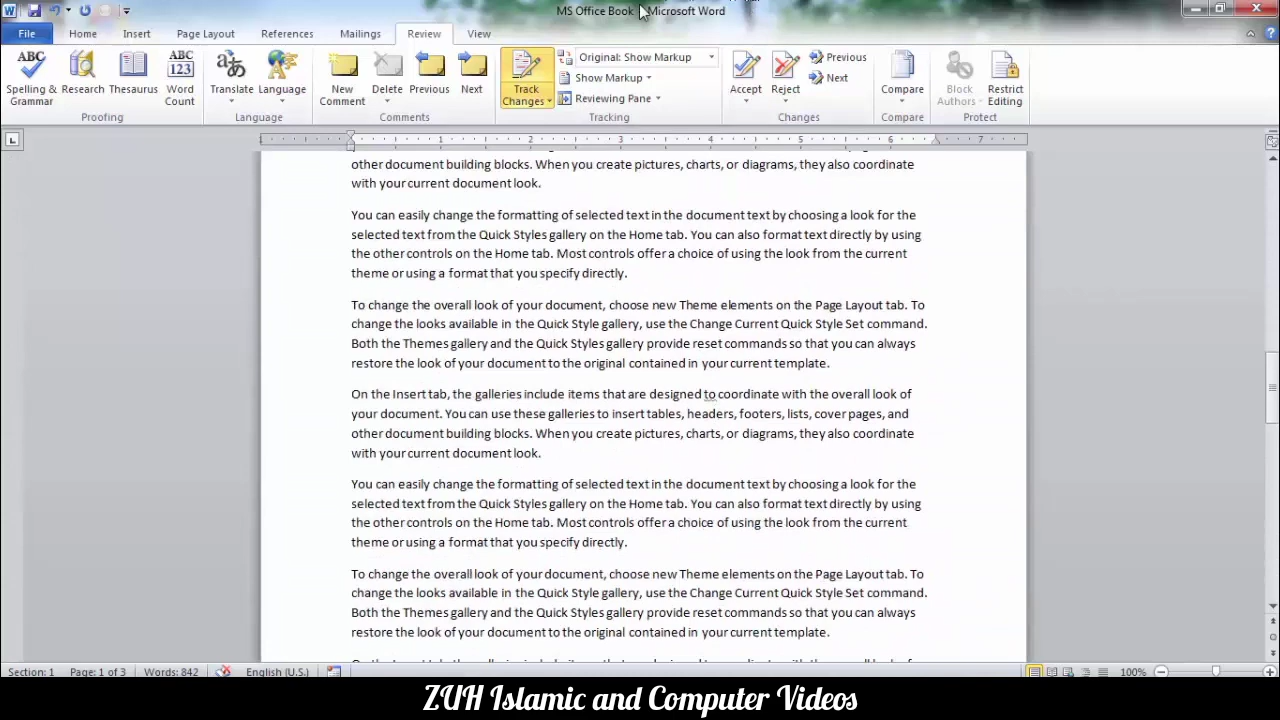 MS Office Book - Microsoft Word
File Home Insert Page Layout References Mailings Review View
Spelling & Grammar Research Thesaurus Word Count
Proofing
Translate Language
Language
New Comment Delete Previous Next
Comments
Track Changes Original: Show Markup
Show Markup
Reviewing Pane
Tracking
Accept Reject Previous
Next
Changes
Compare
Compare
Block Authors Restrict Editing
Protect
1 2 3 4 5 6 7
other document building blocks. When you create pictures, charts, or diagrams, they also coordinate
with your current document look.
You can easily change the formatting of selected text in the document text by choosing a look for the
selected text from the Quick Styles gallery on the Home tab. You can also format text directly by using
the other controls on the Home tab. Most controls offer a choice of using the look from the current
theme or using a format that you specify directly.
To change the overall look of your document, choose new Theme elements on the Page Layout tab. To
change the looks available in the Quick Style gallery, use the Change Current Quick Style Set command.
Both the Themes gallery and the Quick Styles gallery provide reset commands so that you can always
restore the look of your document to the original contained in your current template.
On the Insert tab, the galleries include items that are designed to coordinate with the overall look of
your document. You can use these galleries to insert tables, headers, footers, lists, cover pages, and
other document building blocks. When you create pictures, charts, or diagrams, they also coordinate
with your current document look.
You can easily change the formatting of selected text in the document text by choosing a look for the
selected text from the Quick Styles gallery on the Home tab. You can also format text directly by using
the other controls on the Home tab. Most controls offer a choice of using the look from the current
theme or using a format that you specify directly.
To change the overall look of your document, choose new Theme elements on the Page Layout tab. To
change the looks available in the Quick Style gallery, use the Change Current Quick Style Set command.
Both the Themes gallery and the Quick Styles gallery provide reset commands so that you can always
restore the look of your document to the original contained in your current template.
Section: 1 Page: 1 of 3 Words: 842 English (U.S.) 100%
ZUH Islamic and Computer Videos